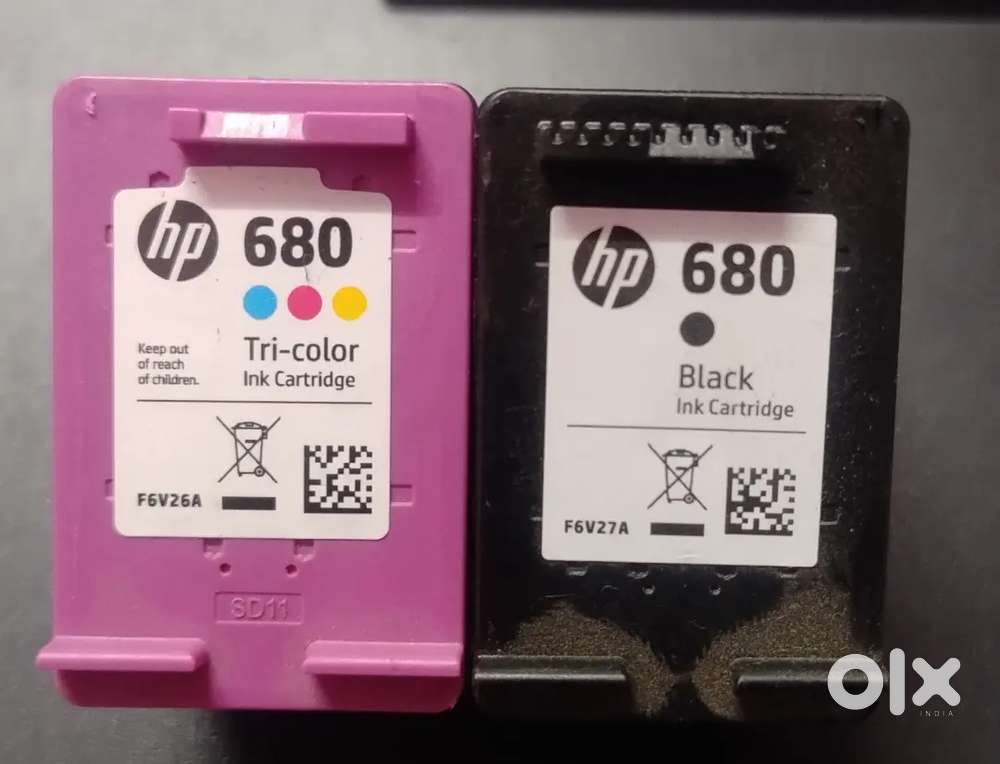 hp 680
Keep out
of reach
of children.
Tri-color
Ink Cartridge
F6V26A
SD11
hp 680
Black
Ink Cartridge
F6V27A
olx
INDIA